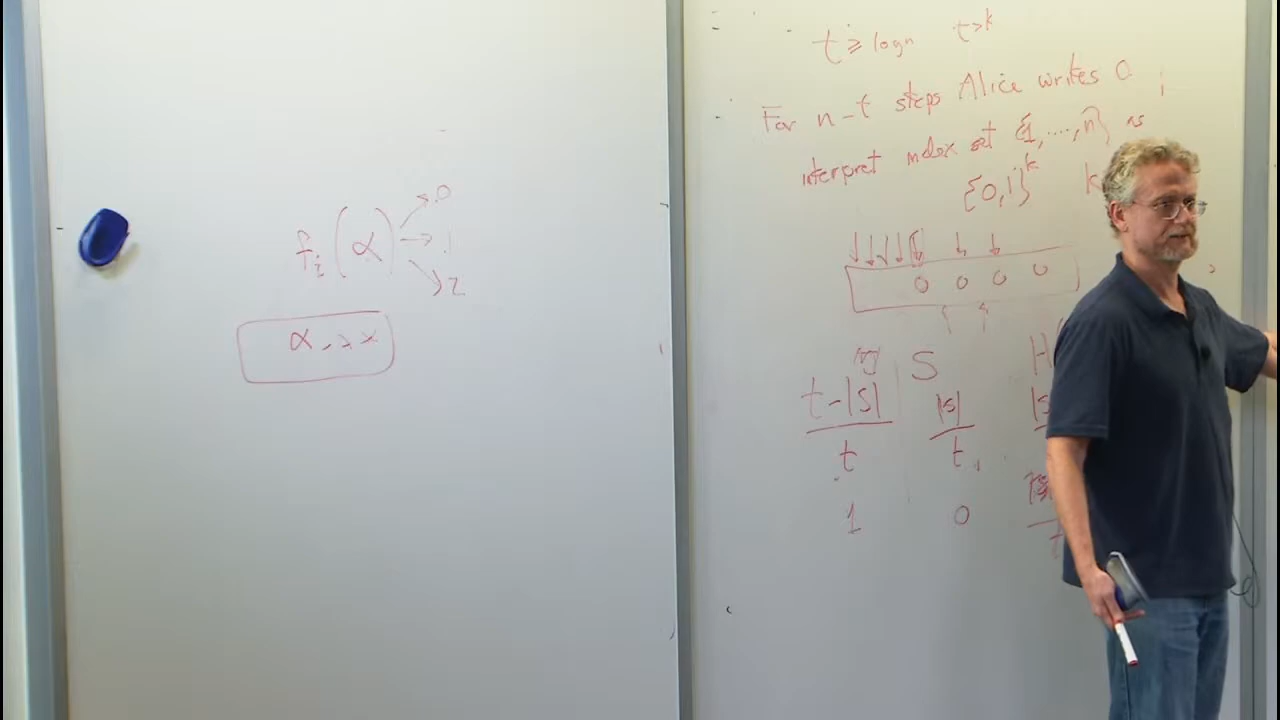 f_i(α) → 0
→ 1
→ 2
α
t ≥ log n t > k
For n-t steps Alice writes 0 ;
interpret index set {1,....,n} as
{0,1}^k k
0 0 0 0
S H
t-|S| |S|
t t
1 0